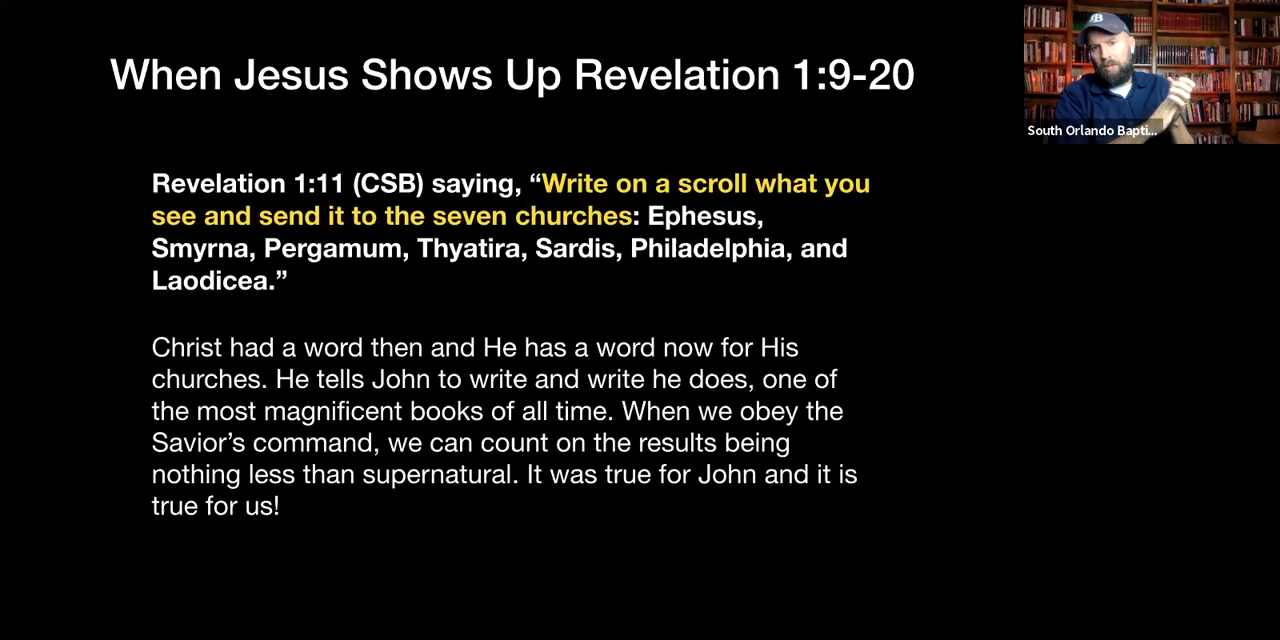 When Jesus Shows Up Revelation 1:9-20
South Orlando Bapti...
Revelation 1:11 (CSB) saying, “Write on a scroll what you
see and send it to the seven churches: Ephesus,
Smyrna, Pergamum, Thyatira, Sardis, Philadelphia, and
Laodicea.”
Christ had a word then and He has a word now for His
churches. He tells John to write and write he does, one of
the most magnificent books of all time. When we obey the
Savior’s command, we can count on the results being
nothing less than supernatural. It was true for John and it is
true for us!